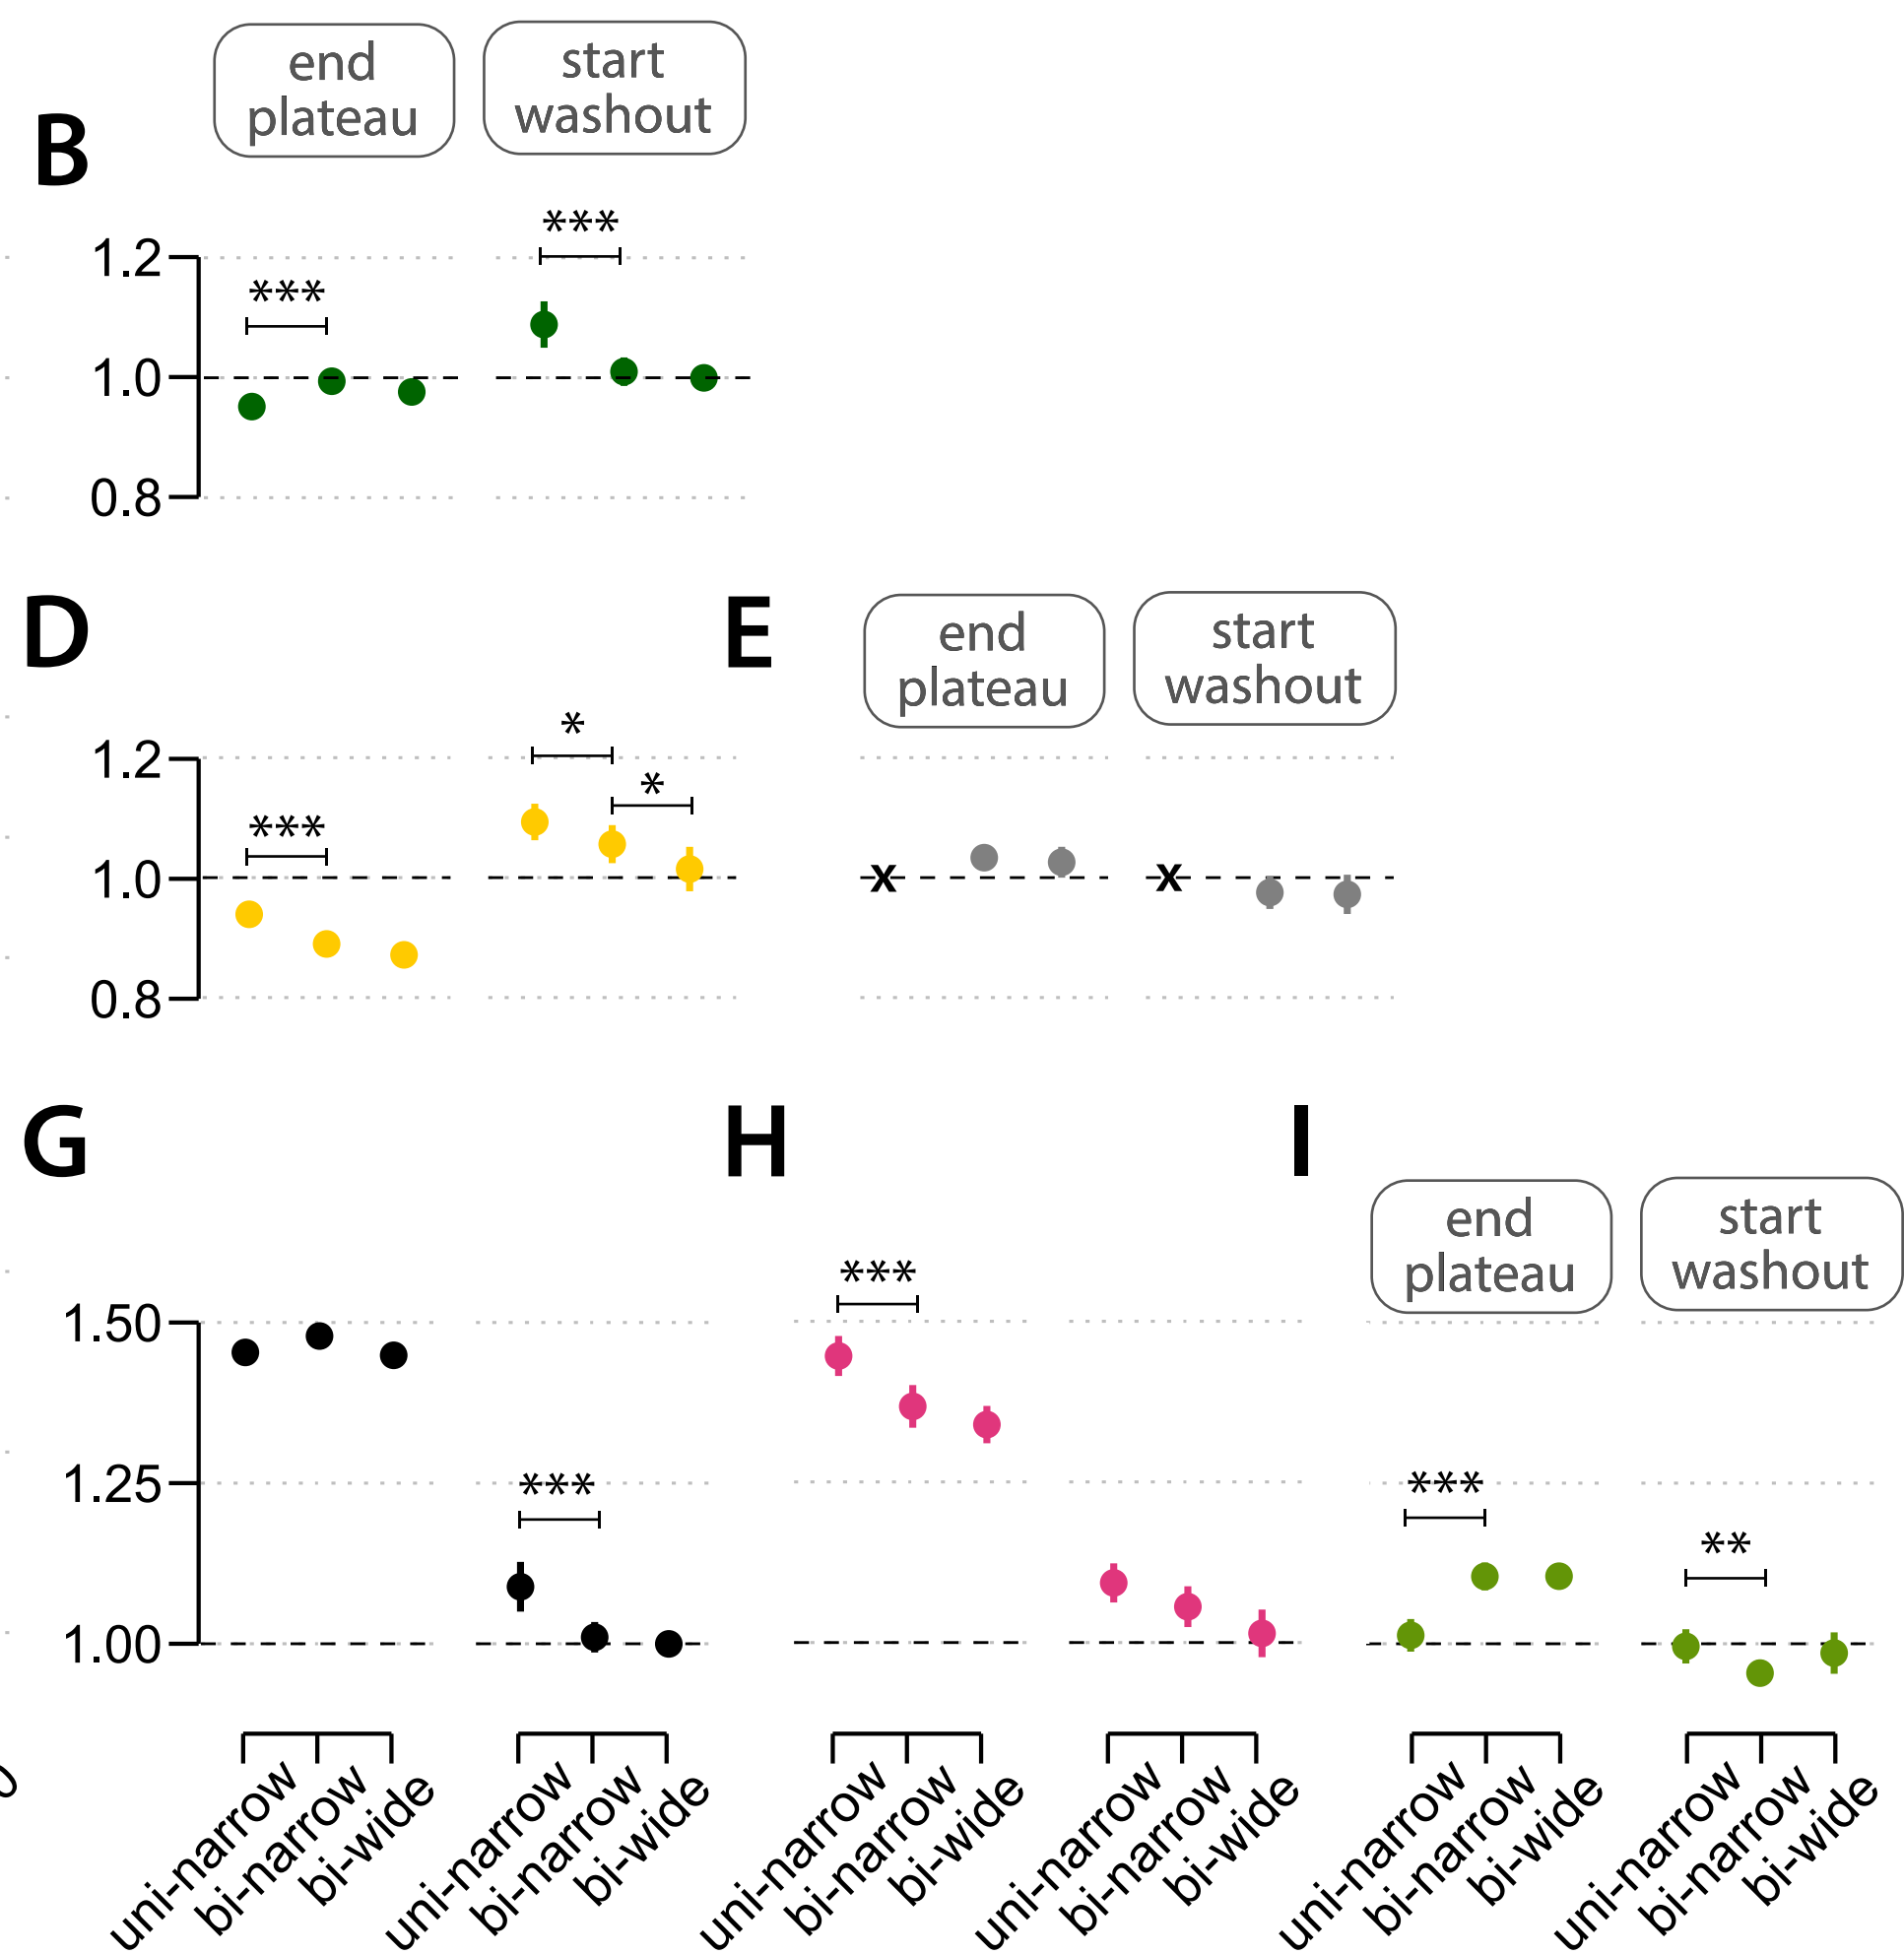 B
end
plateau
start
washout
***
***
1.2
1.0
0.8
D
E
end
plateau
start
washout
*
*
***
1.2
1.0
0.8
x
x
G
H
I
end
plateau
start
washout
***
***
***
**
1.50
1.25
1.00
uni-narrow
bi-narrow
bi-wide
uni-narrow
bi-narrow
bi-wide
uni-narrow
bi-narrow
bi-wide
uni-narrow
bi-narrow
bi-wide
uni-narrow
bi-narrow
bi-wide
uni-narrow
bi-narrow
bi-wide